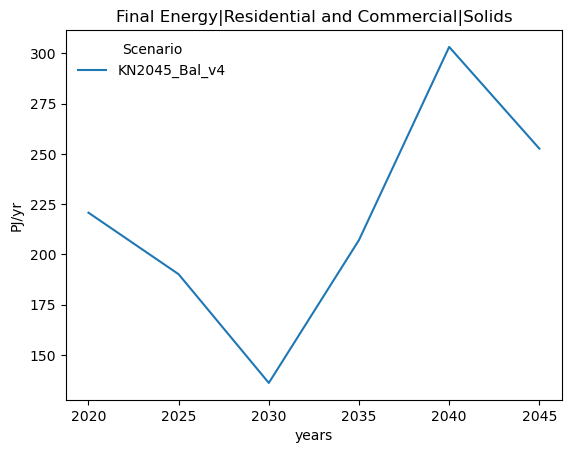 Final Energy|Residential and Commercial|Solids
Scenario
KN2045_Bal_v4
PJ/yr
300
275
250
225
200
175
150
2020 2025 2030 2035 2040 2045
years